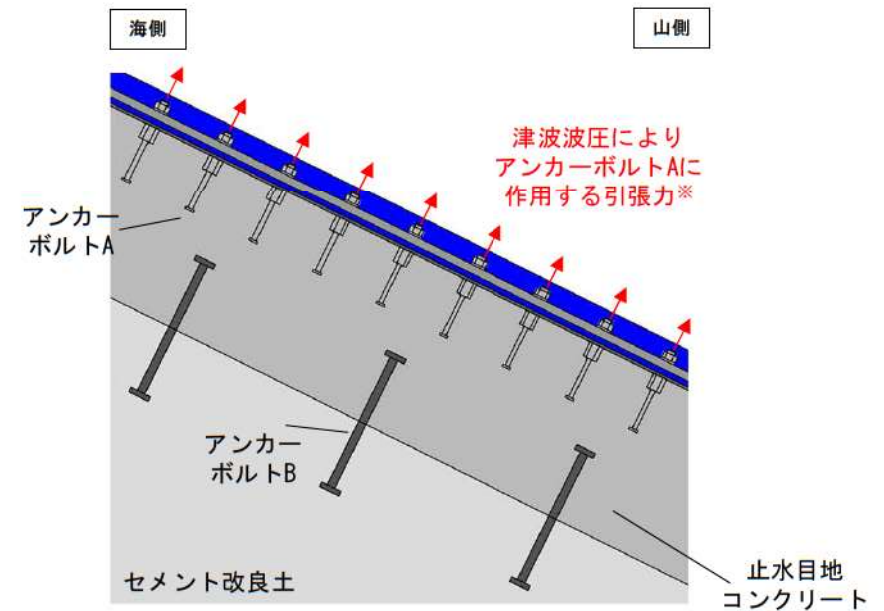 海側
山側
津波波圧により
アンカーボルトAに
作用する引張力※
アンカー
ボルトA
アンカー
ボルトB
セメント改良土
止水目地
コンクリート